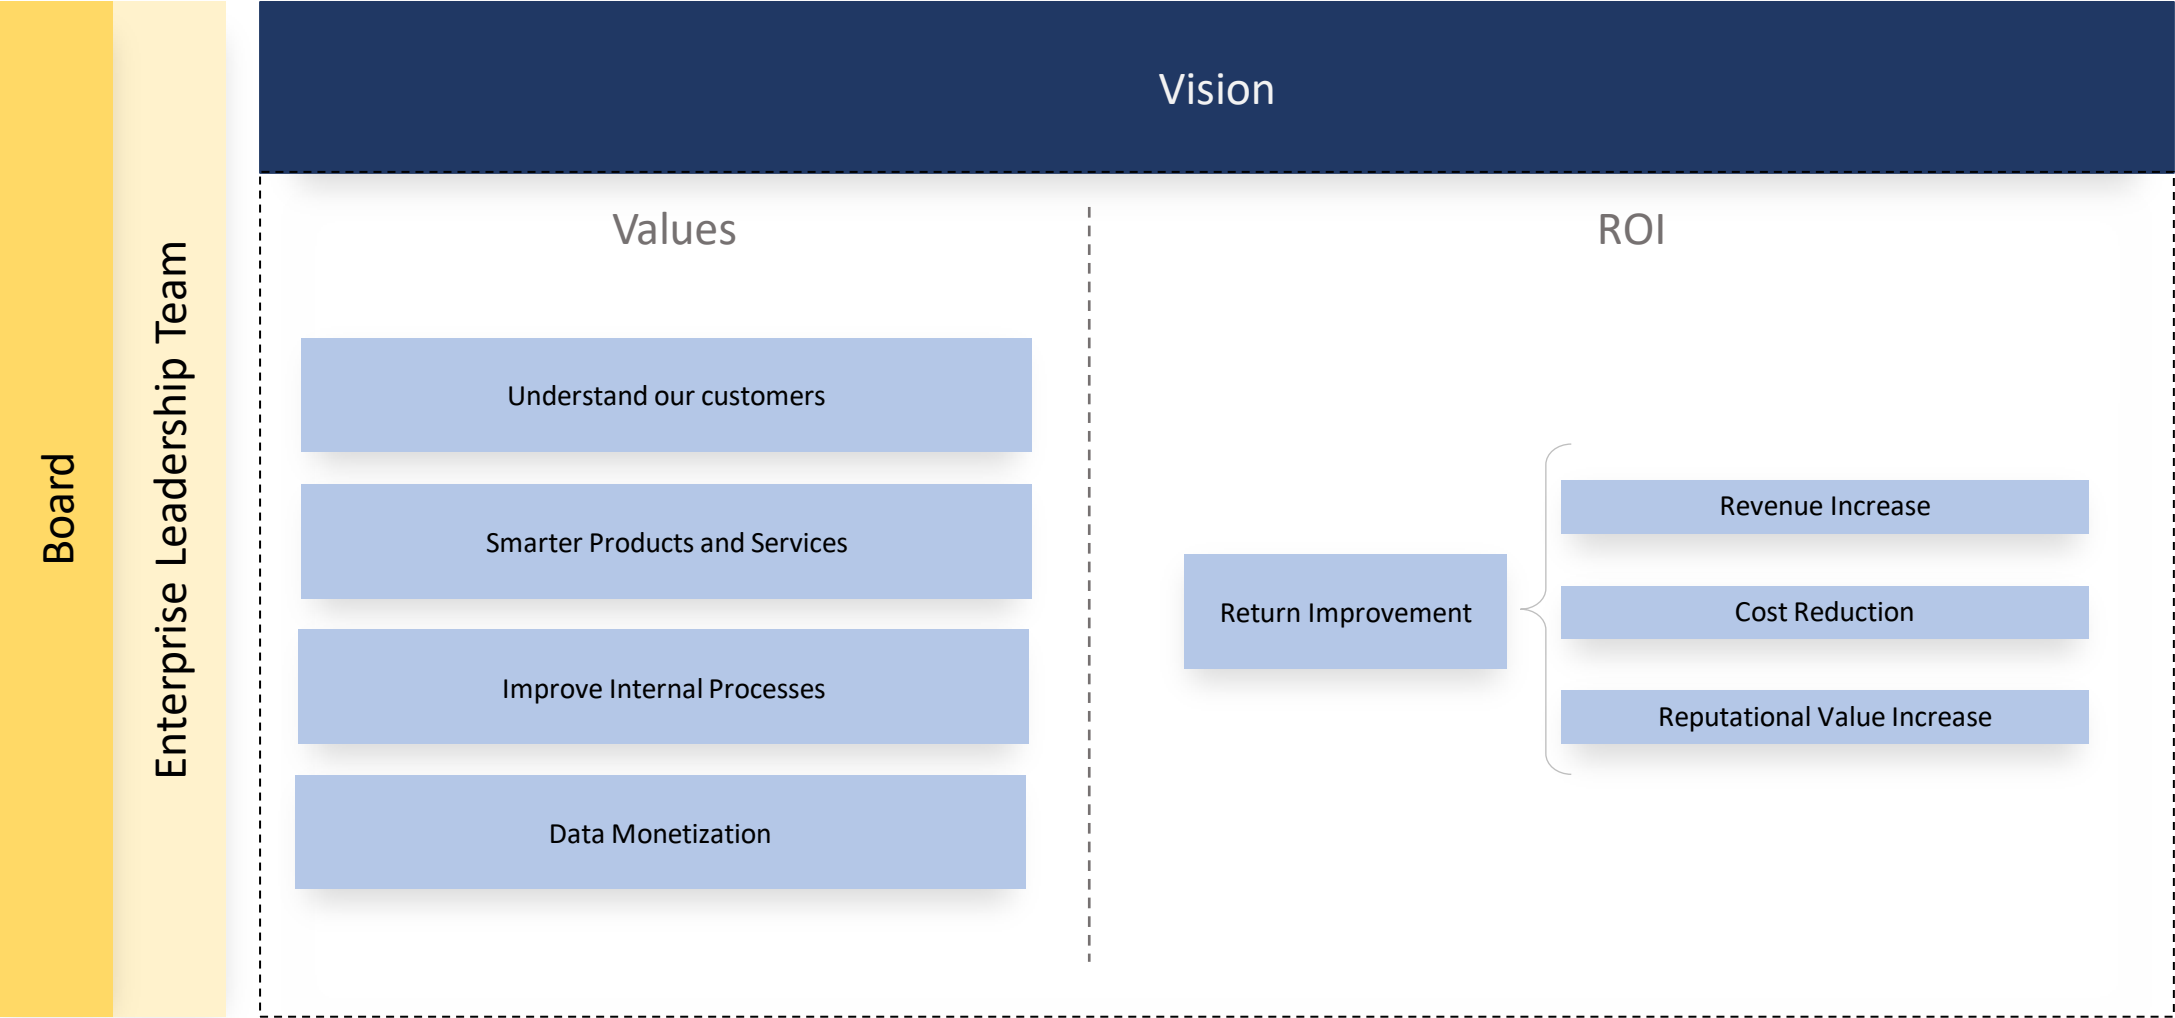 Board
Enterprise Leadership Team
Vision
Values
Understand our customers
Smarter Products and Services
Improve Internal Processes
Data Monetization
ROI
Return Improvement
Revenue Increase
Cost Reduction
Reputational Value Increase